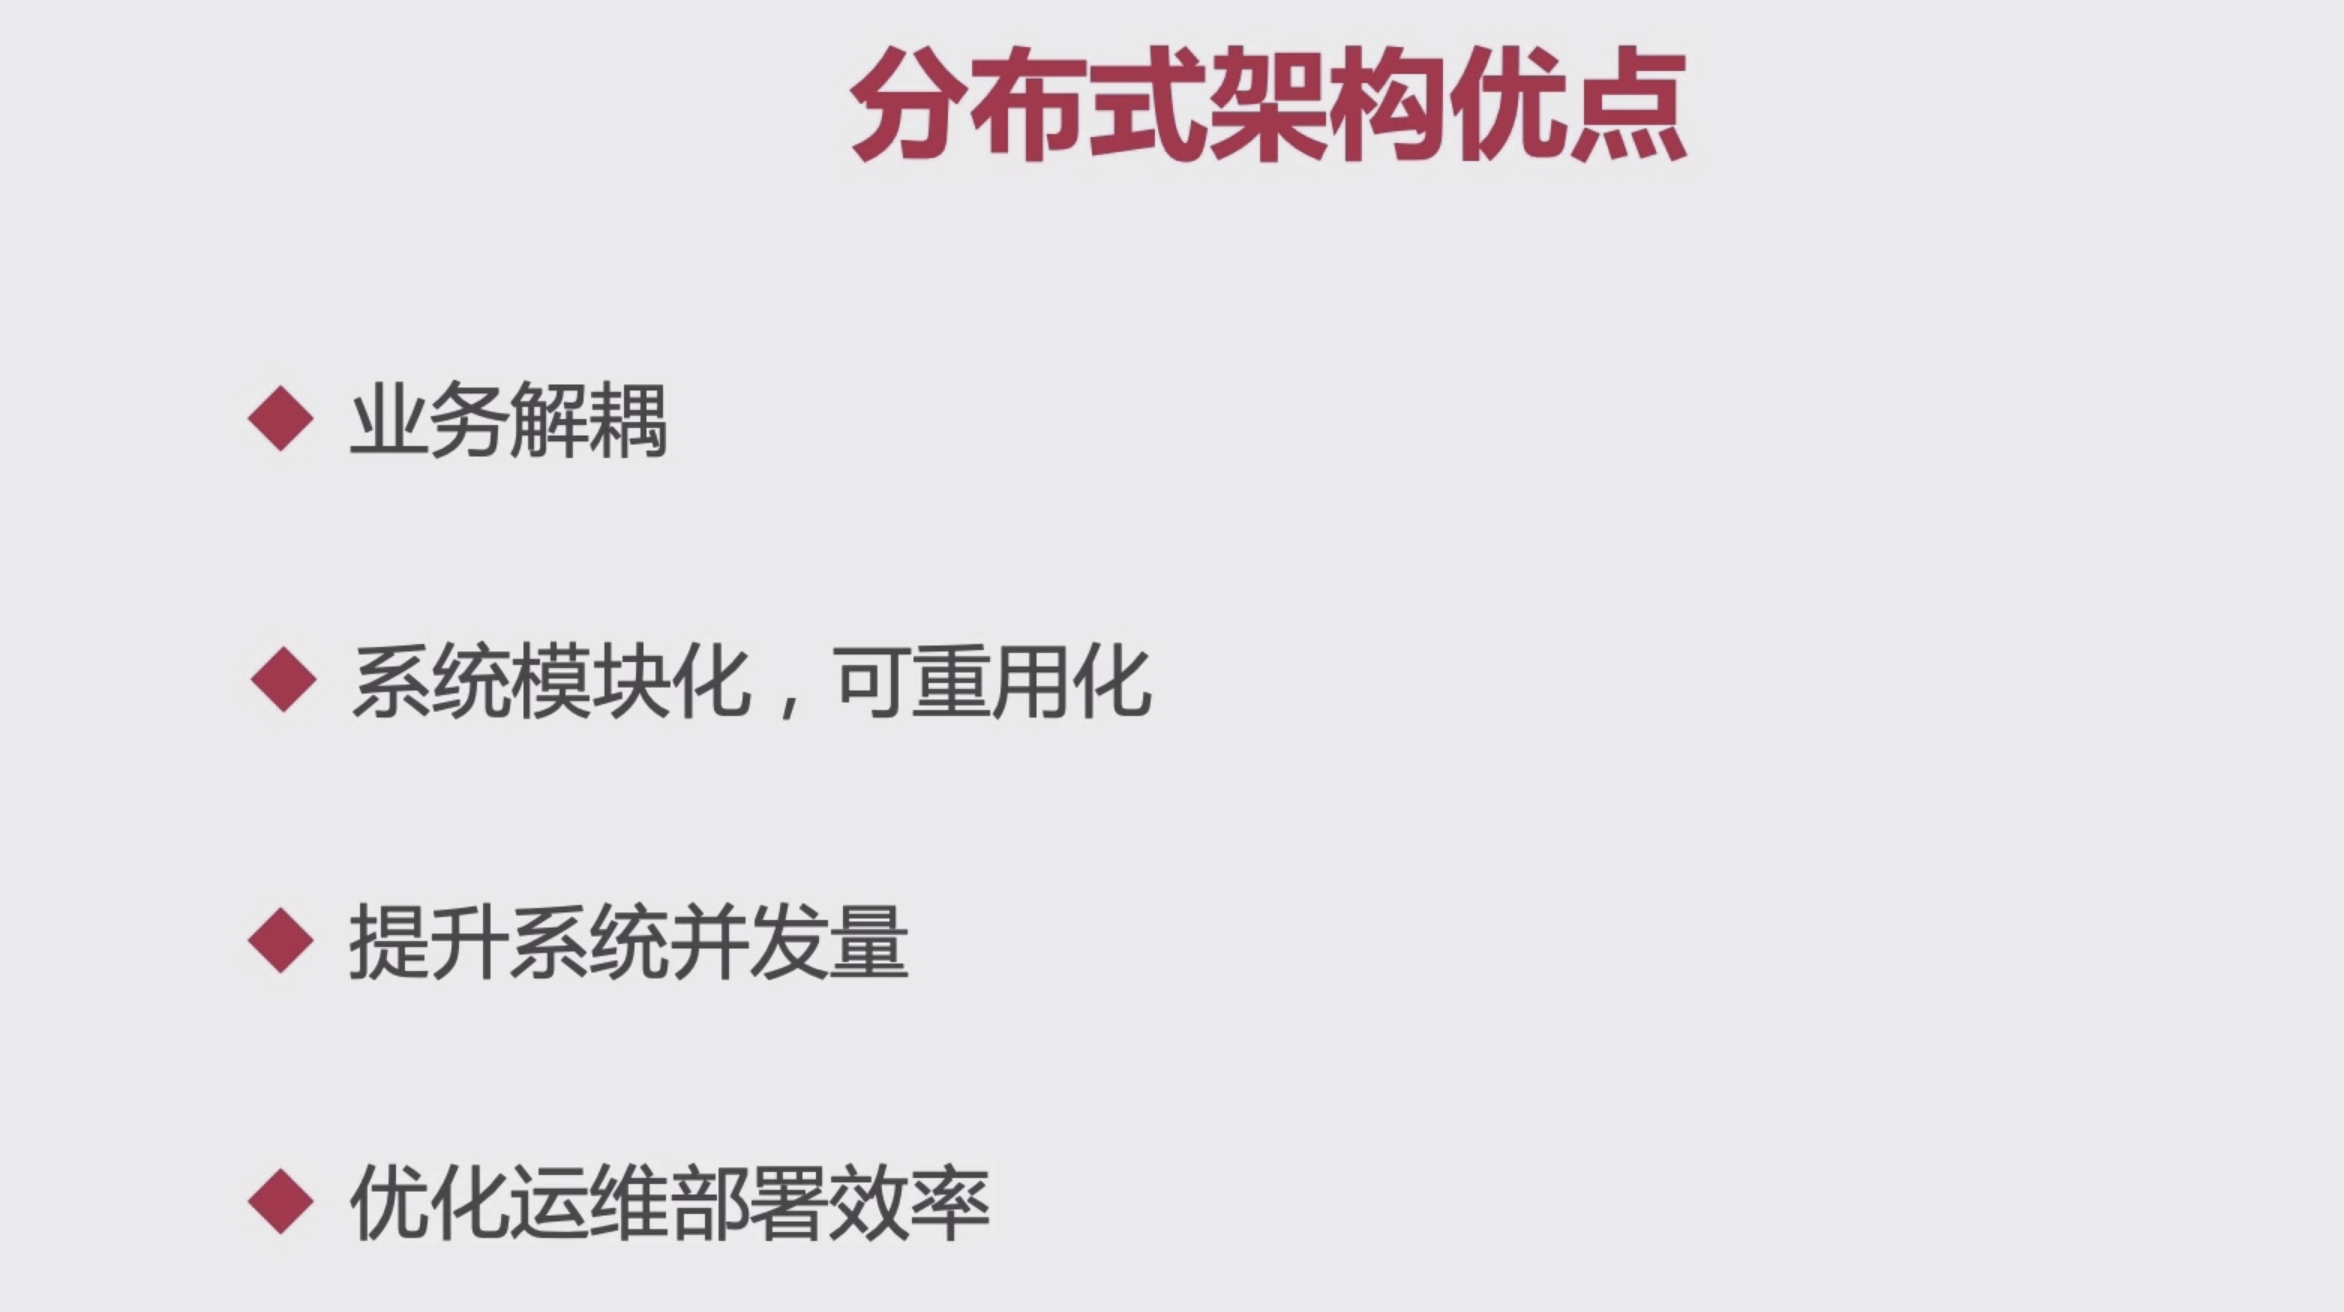 分布式架构优点
业务解耦
系统模块化，可重用化
提升系统并发量
优化运维部署效率